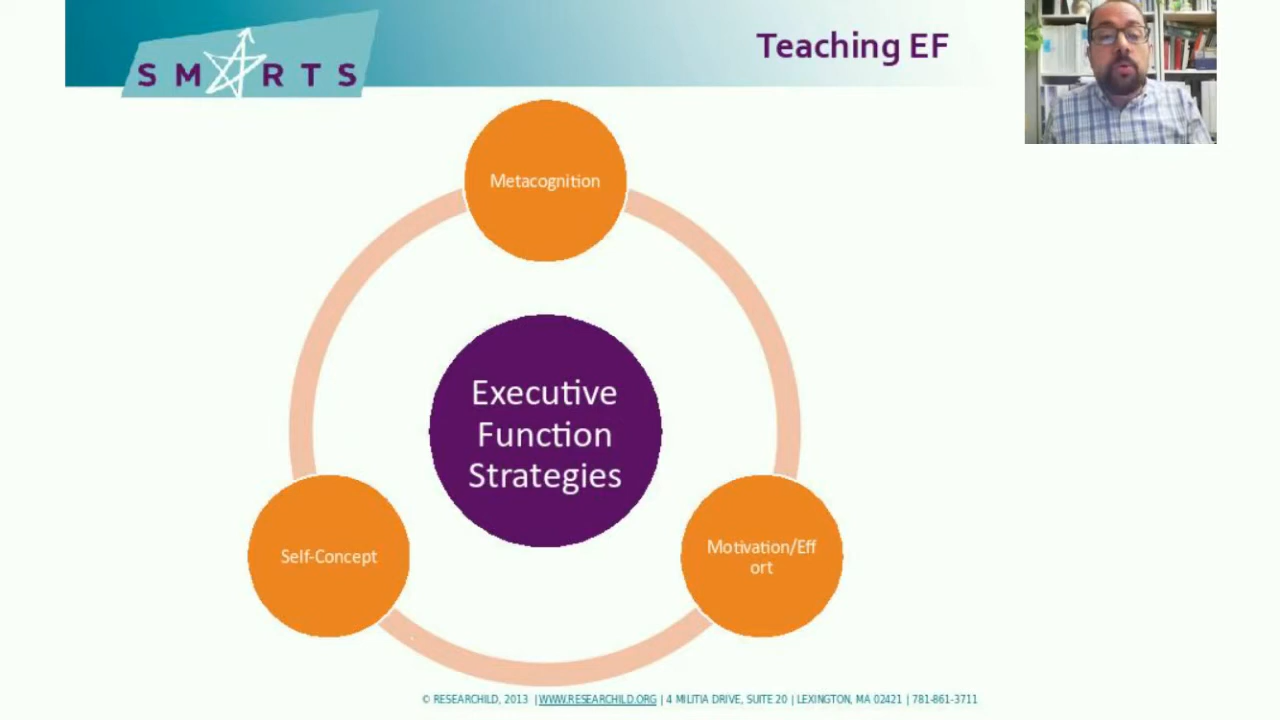 SMARTS
Teaching EF
Metacognition
Executive
Function
Strategies
Self-Concept
Motivation/Eff
ort
© RESEARCHILD, 2013 | WWW.RESEARCHILD.ORG | 4 MILITIA DRIVE, SUITE 20 | LEXINGTON, MA 02421 | 781-861-3711